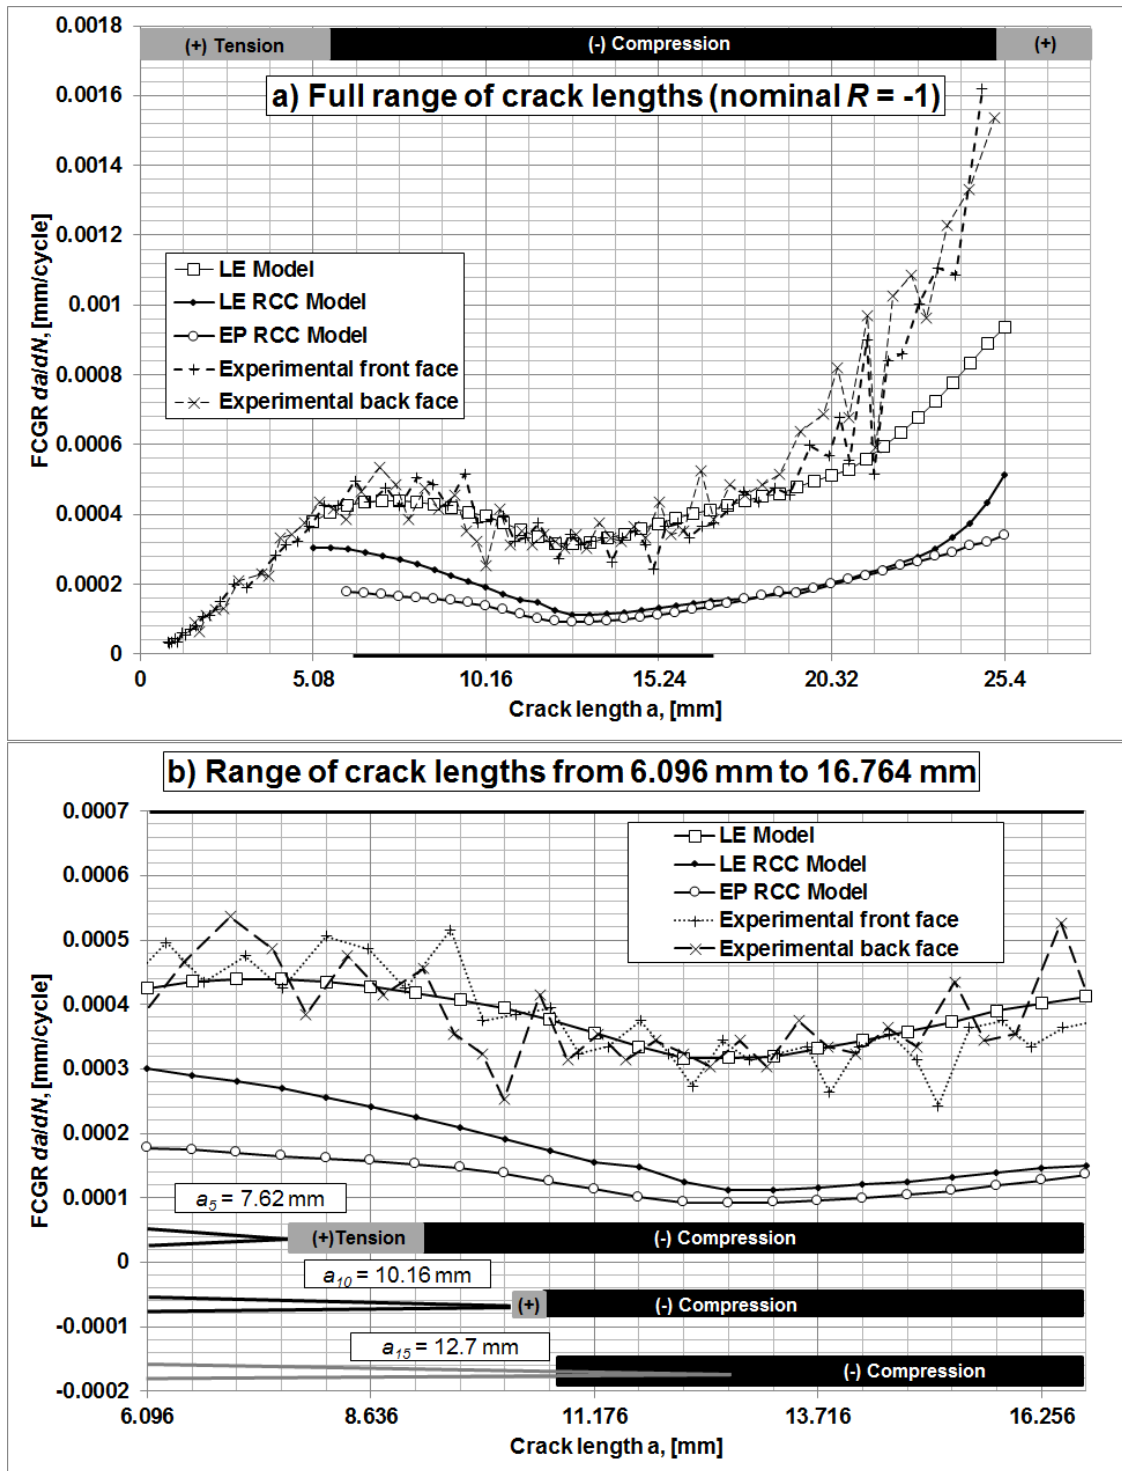 0.0018
(+) Tension
(-) Compression
(+)
a) Full range of crack lengths (nominal R = -1)
0.0016
0.0014
0.0012
0.001
0.0008
0.0006
0.0004
0.0002
0
FCGR da/dN, [mm/cycle]
LE Model
LE RCC Model
EP RCC Model
Experimental front face
Experimental back face
0
5.08
10.16
15.24
20.32
25.4
Crack length a, [mm]
b) Range of crack lengths from 6.096 mm to 16.764 mm
0.0007
0.0006
0.0005
0.0004
0.0003
0.0002
0.0001
0
-0.0001
-0.0002
FCGR da/dN, [mm/cycle]
LE Model
LE RCC Model
EP RCC Model
Experimental front face
Experimental back face
a5 = 7.62 mm
(+)Tension
(-) Compression
a10 = 10.16 mm
(+)
(-) Compression
a15 = 12.7 mm
(-) Compression
6.096
8.636
11.176
13.716
16.256
Crack length a, [mm]